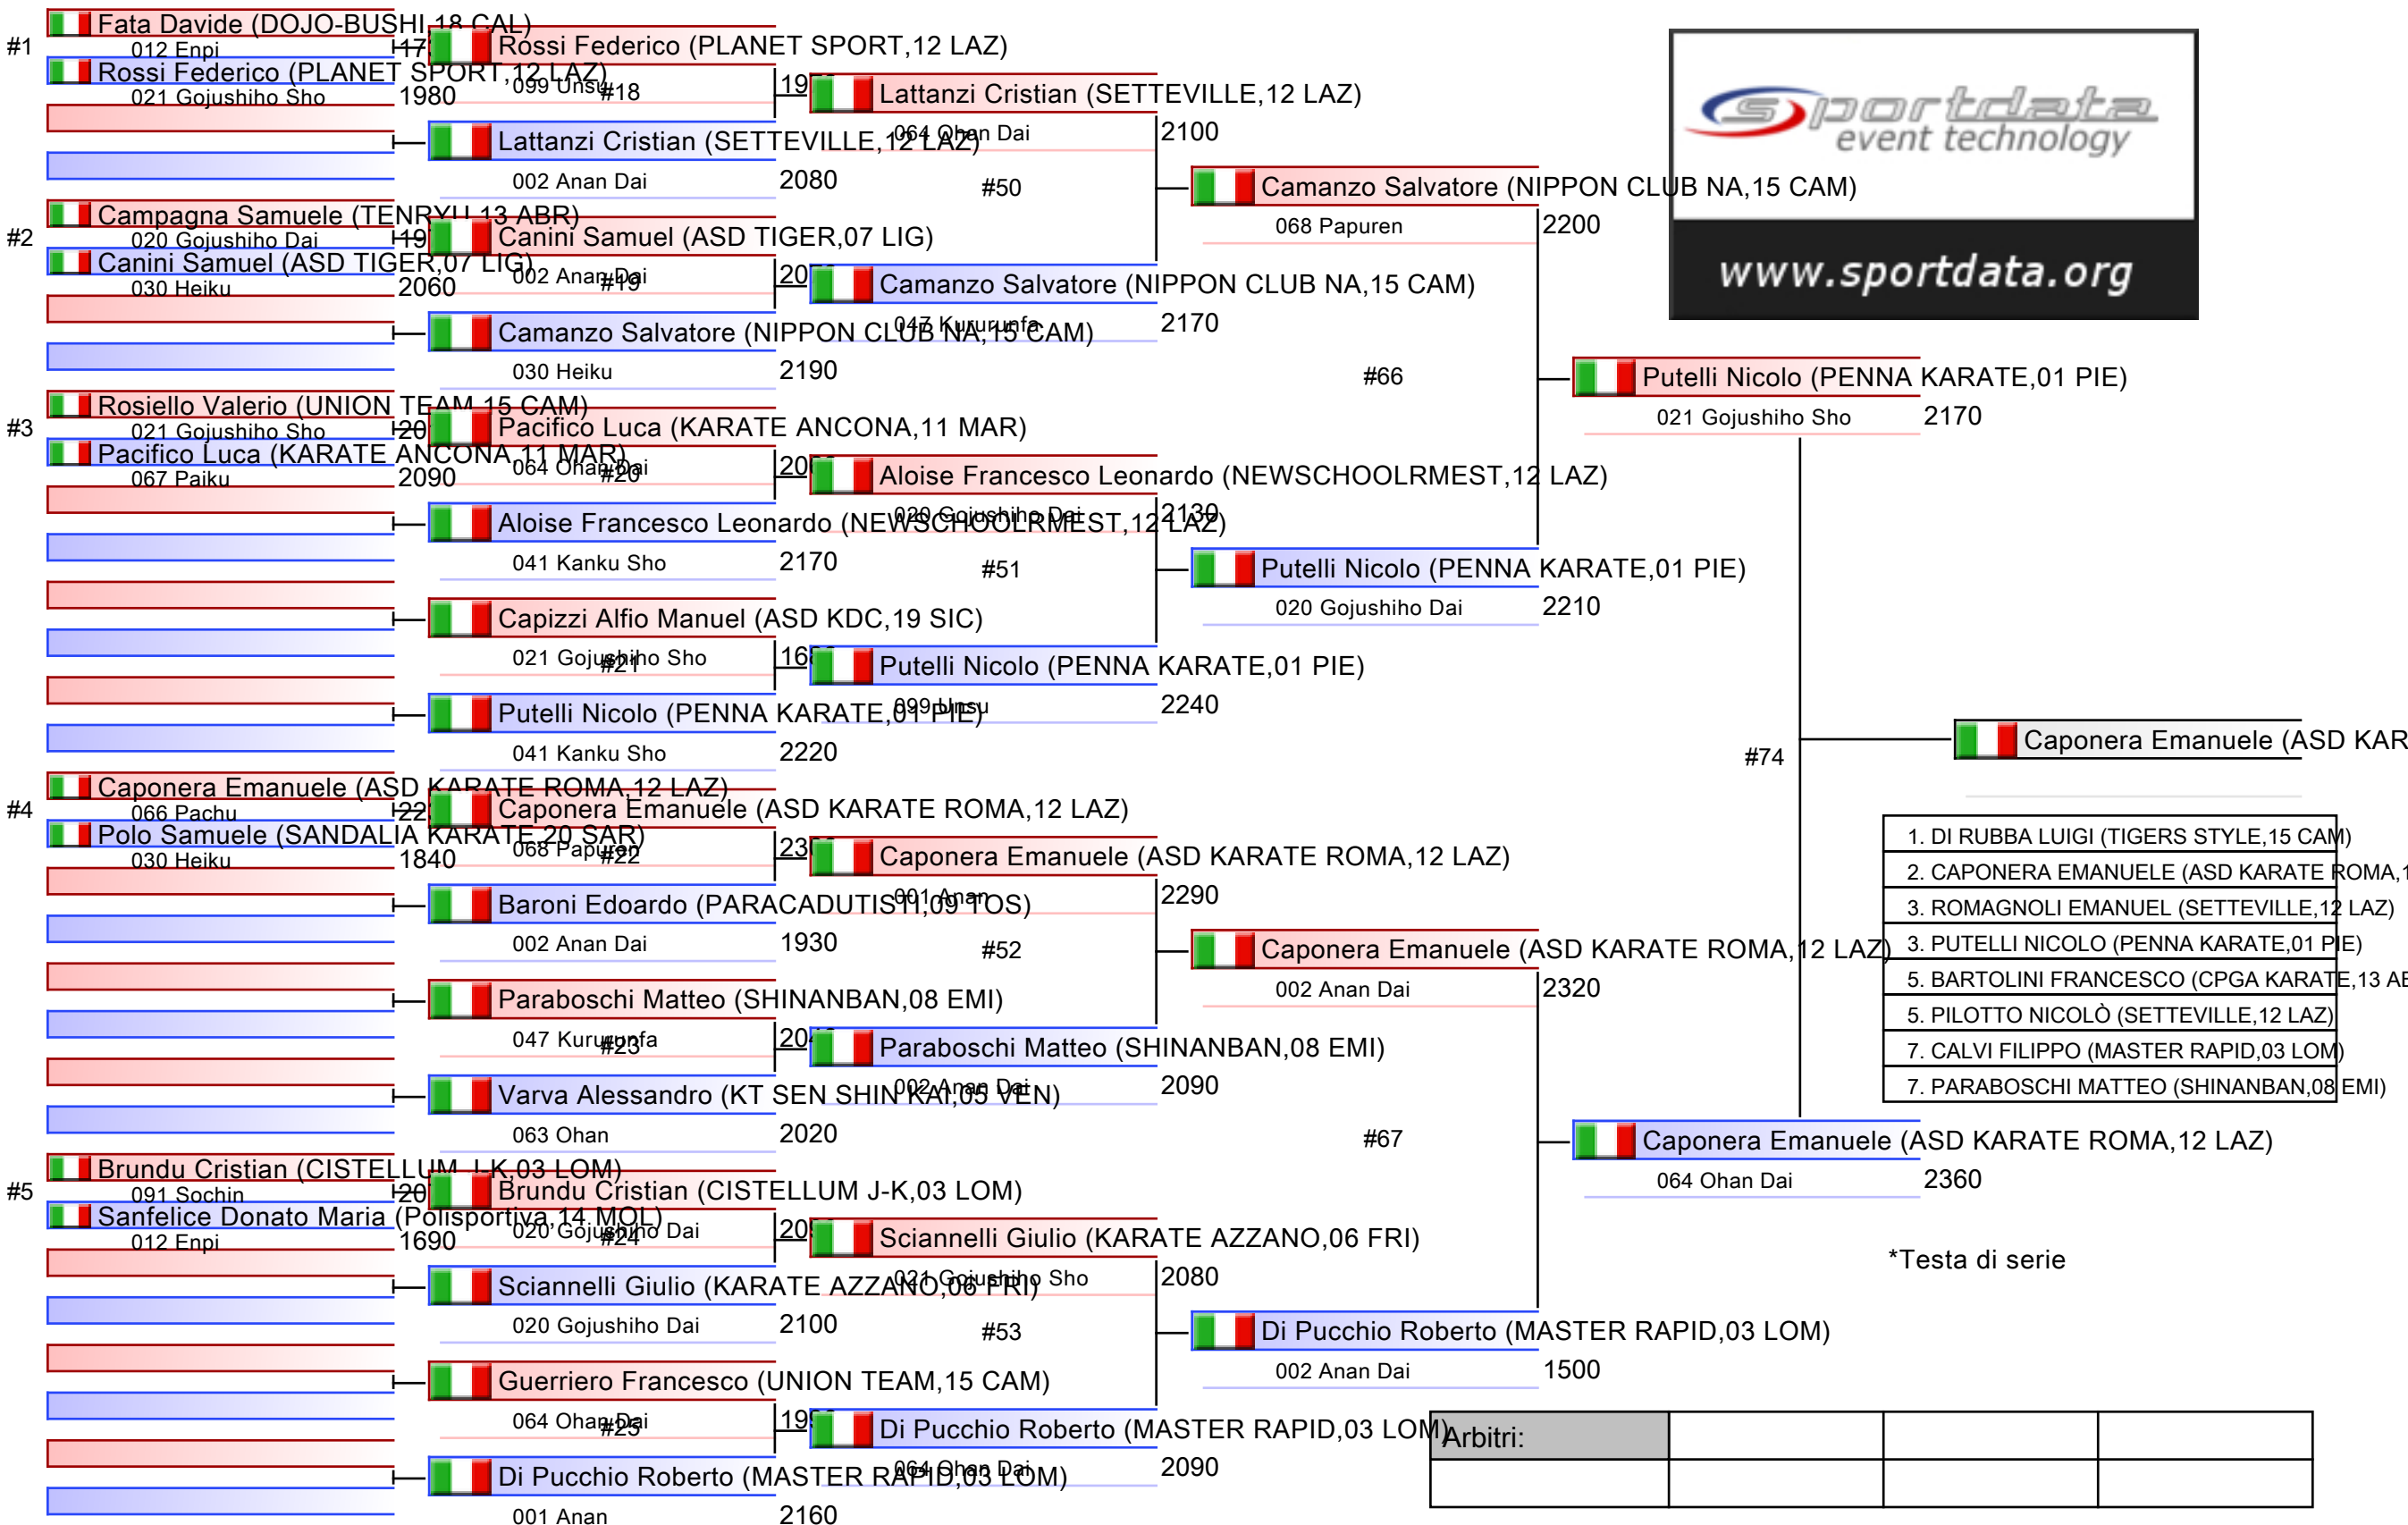 #1
Fata Davide (DOJO-BUSHI,18 CAL)
012 Enpi
Rossi Federico (PLANET SPORT,12 LAZ)
021 Gojushiho Sho
1980
#2
Campagna Samuele (TENRYU,13 ABR)
020 Gojushiho Dai
Canini Samuel (ASD TIGER,07 LIG)
030 Heiku
2060
#3
Rosiello Valerio (UNION TEAM,15 CAM)
021 Gojushiho Sho
Pacifico Luca (KARATE ANCONA,11 MAR)
067 Paiku
2090
#4
Caponera Emanuele (ASD KARATE ROMA,12 LAZ)
066 Pachu
Polo Samuele (SANDALIA KARATE,20 SAR)
030 Heiku
1840
#5
Brundu Cristian (CISTELLUM J-K,03 LOM)
091 Sochin
Sanfelice Donato Maria (Polisportiva,14 MOL)
012 Enpi
1690
Rossi Federico (PLANET SPORT,12 LAZ)
099 Unsu
#18
Lattanzi Cristian (SETTEVILLE,12 LAZ)
002 Anan Dai
2080
Canini Samuel (ASD TIGER,07 LIG)
002 Anan Dai
#19
Camanzo Salvatore (NIPPON CLUB NA,15 CAM)
030 Heiku
2190
Pacifico Luca (KARATE ANCONA,11 MAR)
064 Ohan Dai
#20
Aloise Francesco Leonardo (NEWSCHOOLRMEST,12 LAZ)
041 Kanku Sho
2170
Capizzi Alfio Manuel (ASD KDC,19 SIC)
021 Gojushiho Sho
#21
Putelli Nicolo (PENNA KARATE,01 PIE)
041 Kanku Sho
2220
Caponera Emanuele (ASD KARATE ROMA,12 LAZ)
068 Papuren
#22
Baroni Edoardo (PARACADUTISTI,09 TOS)
002 Anan Dai
1930
Paraboschi Matteo (SHINANBAN,08 EMI)
047 Kururunfa
#23
Varva Alessandro (KT SEN SHIN KAI,05 VEN)
063 Ohan
2020
Brundu Cristian (CISTELLUM J-K,03 LOM)
020 Gojushiho Dai
#24
Sciannelli Giulio (KARATE AZZANO,06 FRI)
020 Gojushiho Dai
2100
Guerriero Francesco (UNION TEAM,15 CAM)
064 Ohan Dai
#25
Di Pucchio Roberto (MASTER RAPID,03 LOM)
001 Anan
2160
Lattanzi Cristian (SETTEVILLE,12 LAZ)
064 Ohan Dai
2100
#50
Camanzo Salvatore (NIPPON CLUB NA,15 CAM)
047 Kururunfa
2170
Aloise Francesco Leonardo (NEWSCHOOLRMEST,12 LAZ)
020 Gojushiho Dai
2130
#51
Putelli Nicolo (PENNA KARATE,01 PIE)
099 Unsu
2240
Caponera Emanuele (ASD KARATE ROMA,12 LAZ)
001 Anan
2290
#52
Paraboschi Matteo (SHINANBAN,08 EMI)
002 Anan Dai
2090
Sciannelli Giulio (KARATE AZZANO,06 FRI)
021 Gojushiho Sho
2080
#53
Di Pucchio Roberto (MASTER RAPID,03 LOM)
064 Ohan Dai
2090
Camanzo Salvatore (NIPPON CLUB NA,15 CAM)
068 Papuren
2200
#66
Putelli Nicolo (PENNA KARATE,01 PIE)
020 Gojushiho Dai
2210
Caponera Emanuele (ASD KARATE ROMA,12 LAZ)
002 Anan Dai
2320
#67
Di Pucchio Roberto (MASTER RAPID,03 LOM)
002 Anan Dai
1500
Putelli Nicolo (PENNA KARATE,01 PIE)
021 Gojushiho Sho
2170
#74
Caponera Emanuele (ASD KARATE ROMA,12 LAZ)
064 Ohan Dai
2360
Caponera Emanuele (ASD KAR
sportdata
event technology
www.sportdata.org
1. DI RUBBA LUIGI (TIGERS STYLE,15 CAM)
2. CAPONERA EMANUELE (ASD KARATE ROMA,1
3. ROMAGNOLI EMANUEL (SETTEVILLE,12 LAZ)
3. PUTELLI NICOLO (PENNA KARATE,01 PIE)
5. BARTOLINI FRANCESCO (CPGA KARATE,13 AB
5. PILOTTO NICOLÒ (SETTEVILLE,12 LAZ)
7. CALVI FILIPPO (MASTER RAPID,03 LOM)
7. PARABOSCHI MATTEO (SHINANBAN,08 EMI)
*Testa di serie
Arbitri: